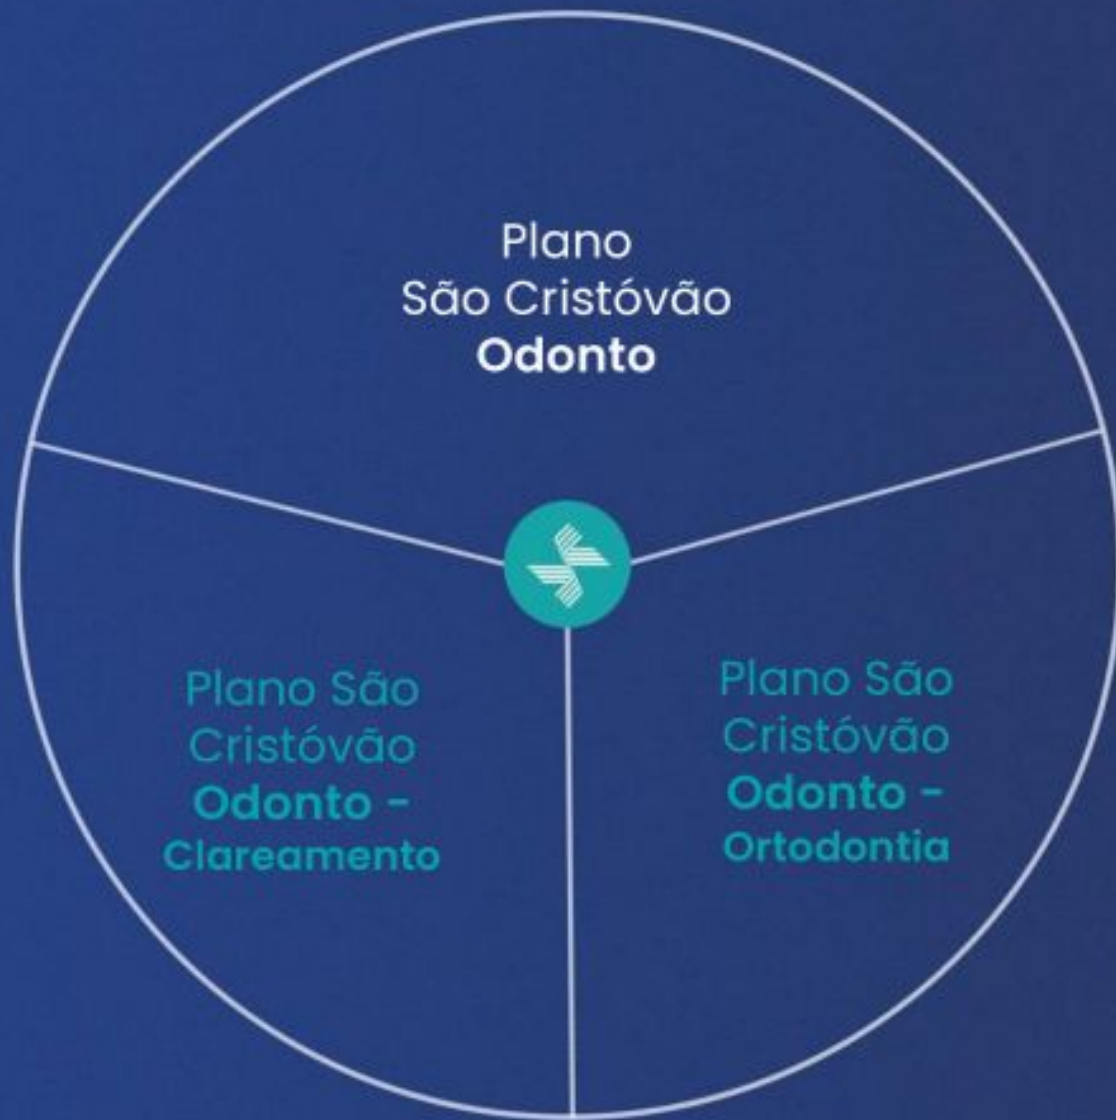 Plano
São Cristóvão
Odonto
Plano São
Cristóvão
Odonto -
Clareamento
Plano São
Cristóvão
Odonto -
Ortodontia